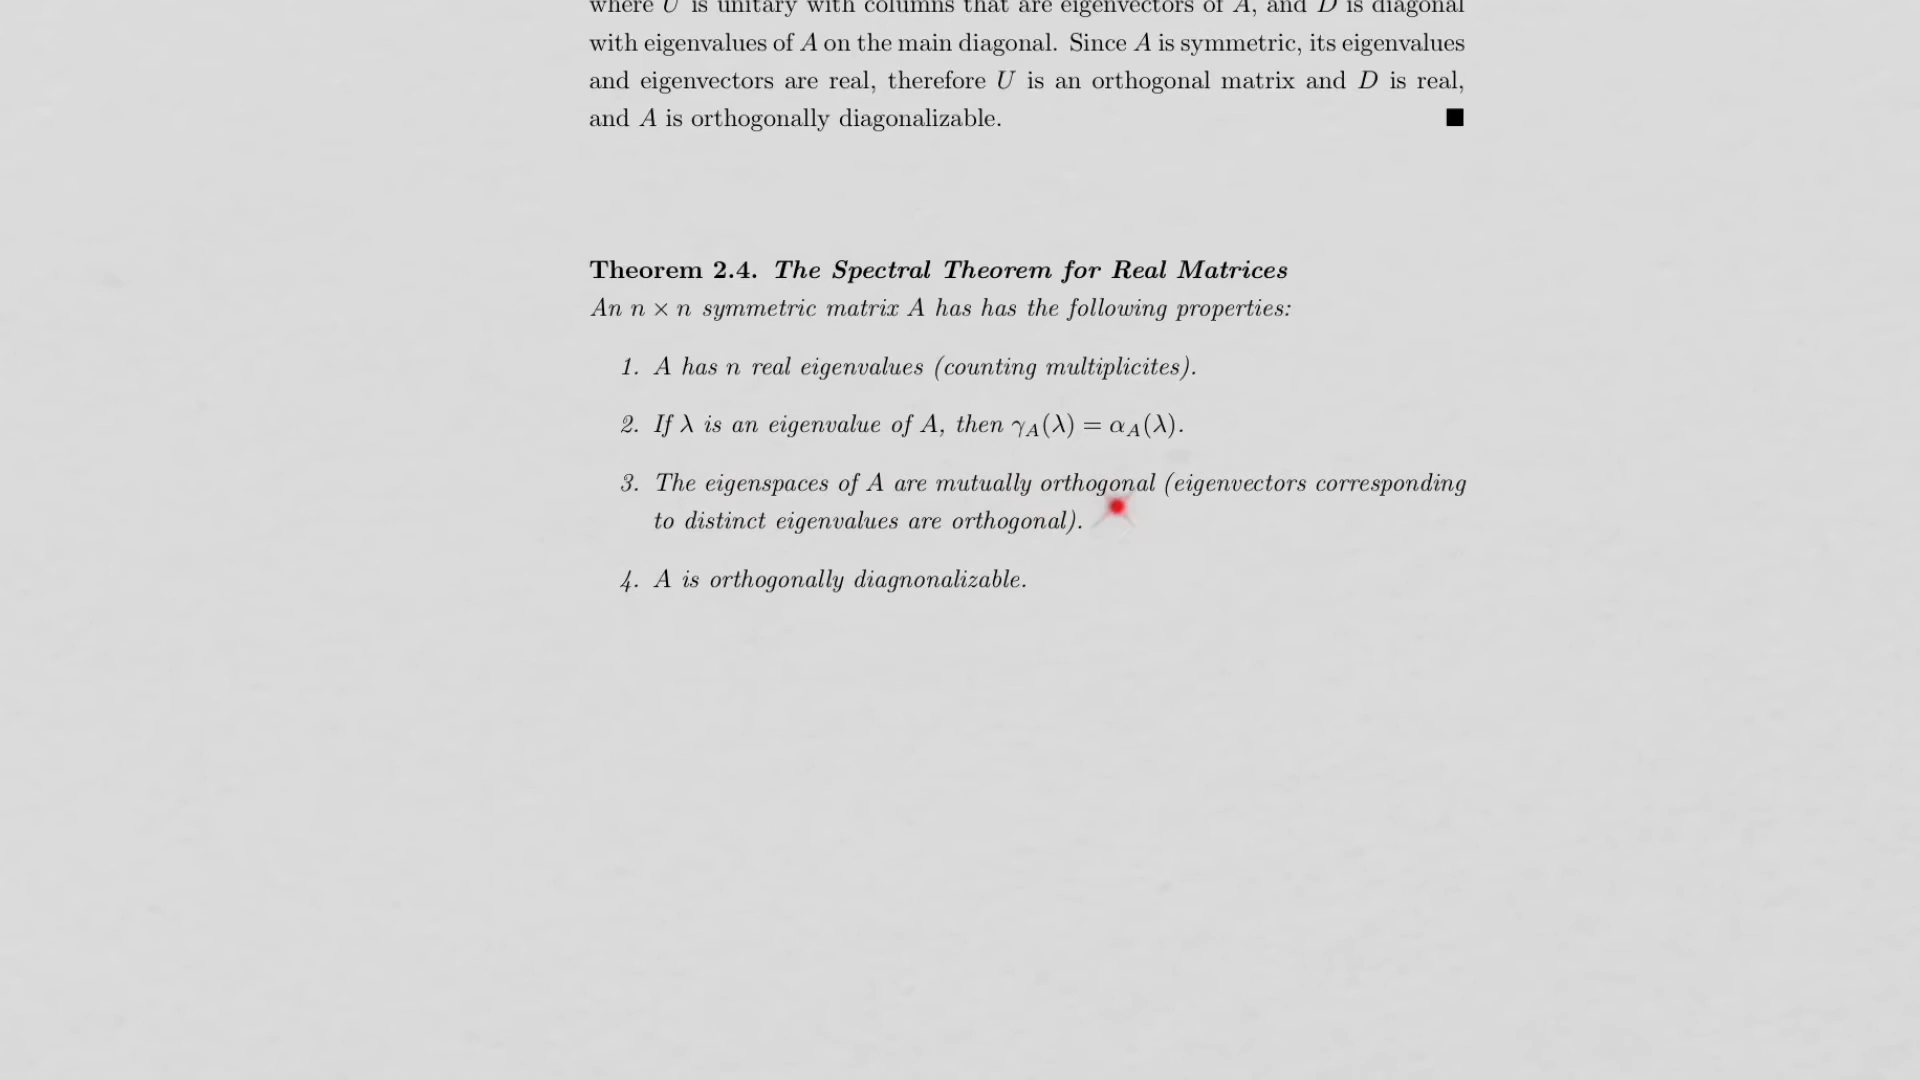 where U is unitary with columns that are eigenvectors of A, and D is diagonal
with eigenvalues of A on the main diagonal. Since A is symmetric, its eigenvalues
and eigenvectors are real, therefore U is an orthogonal matrix and D is real,
and A is orthogonally diagonalizable. ■
Theorem 2.4. The Spectral Theorem for Real Matrices
An n × n symmetric matrix A has has the following properties:
1. A has n real eigenvalues (counting multiplicites).
2. If λ is an eigenvalue of A, then γ_A(λ) = α_A(λ).
3. The eigenspaces of A are mutually orthogonal (eigenvectors corresponding
to distinct eigenvalues are orthogonal).
4. A is orthogonally diagnonalizable.